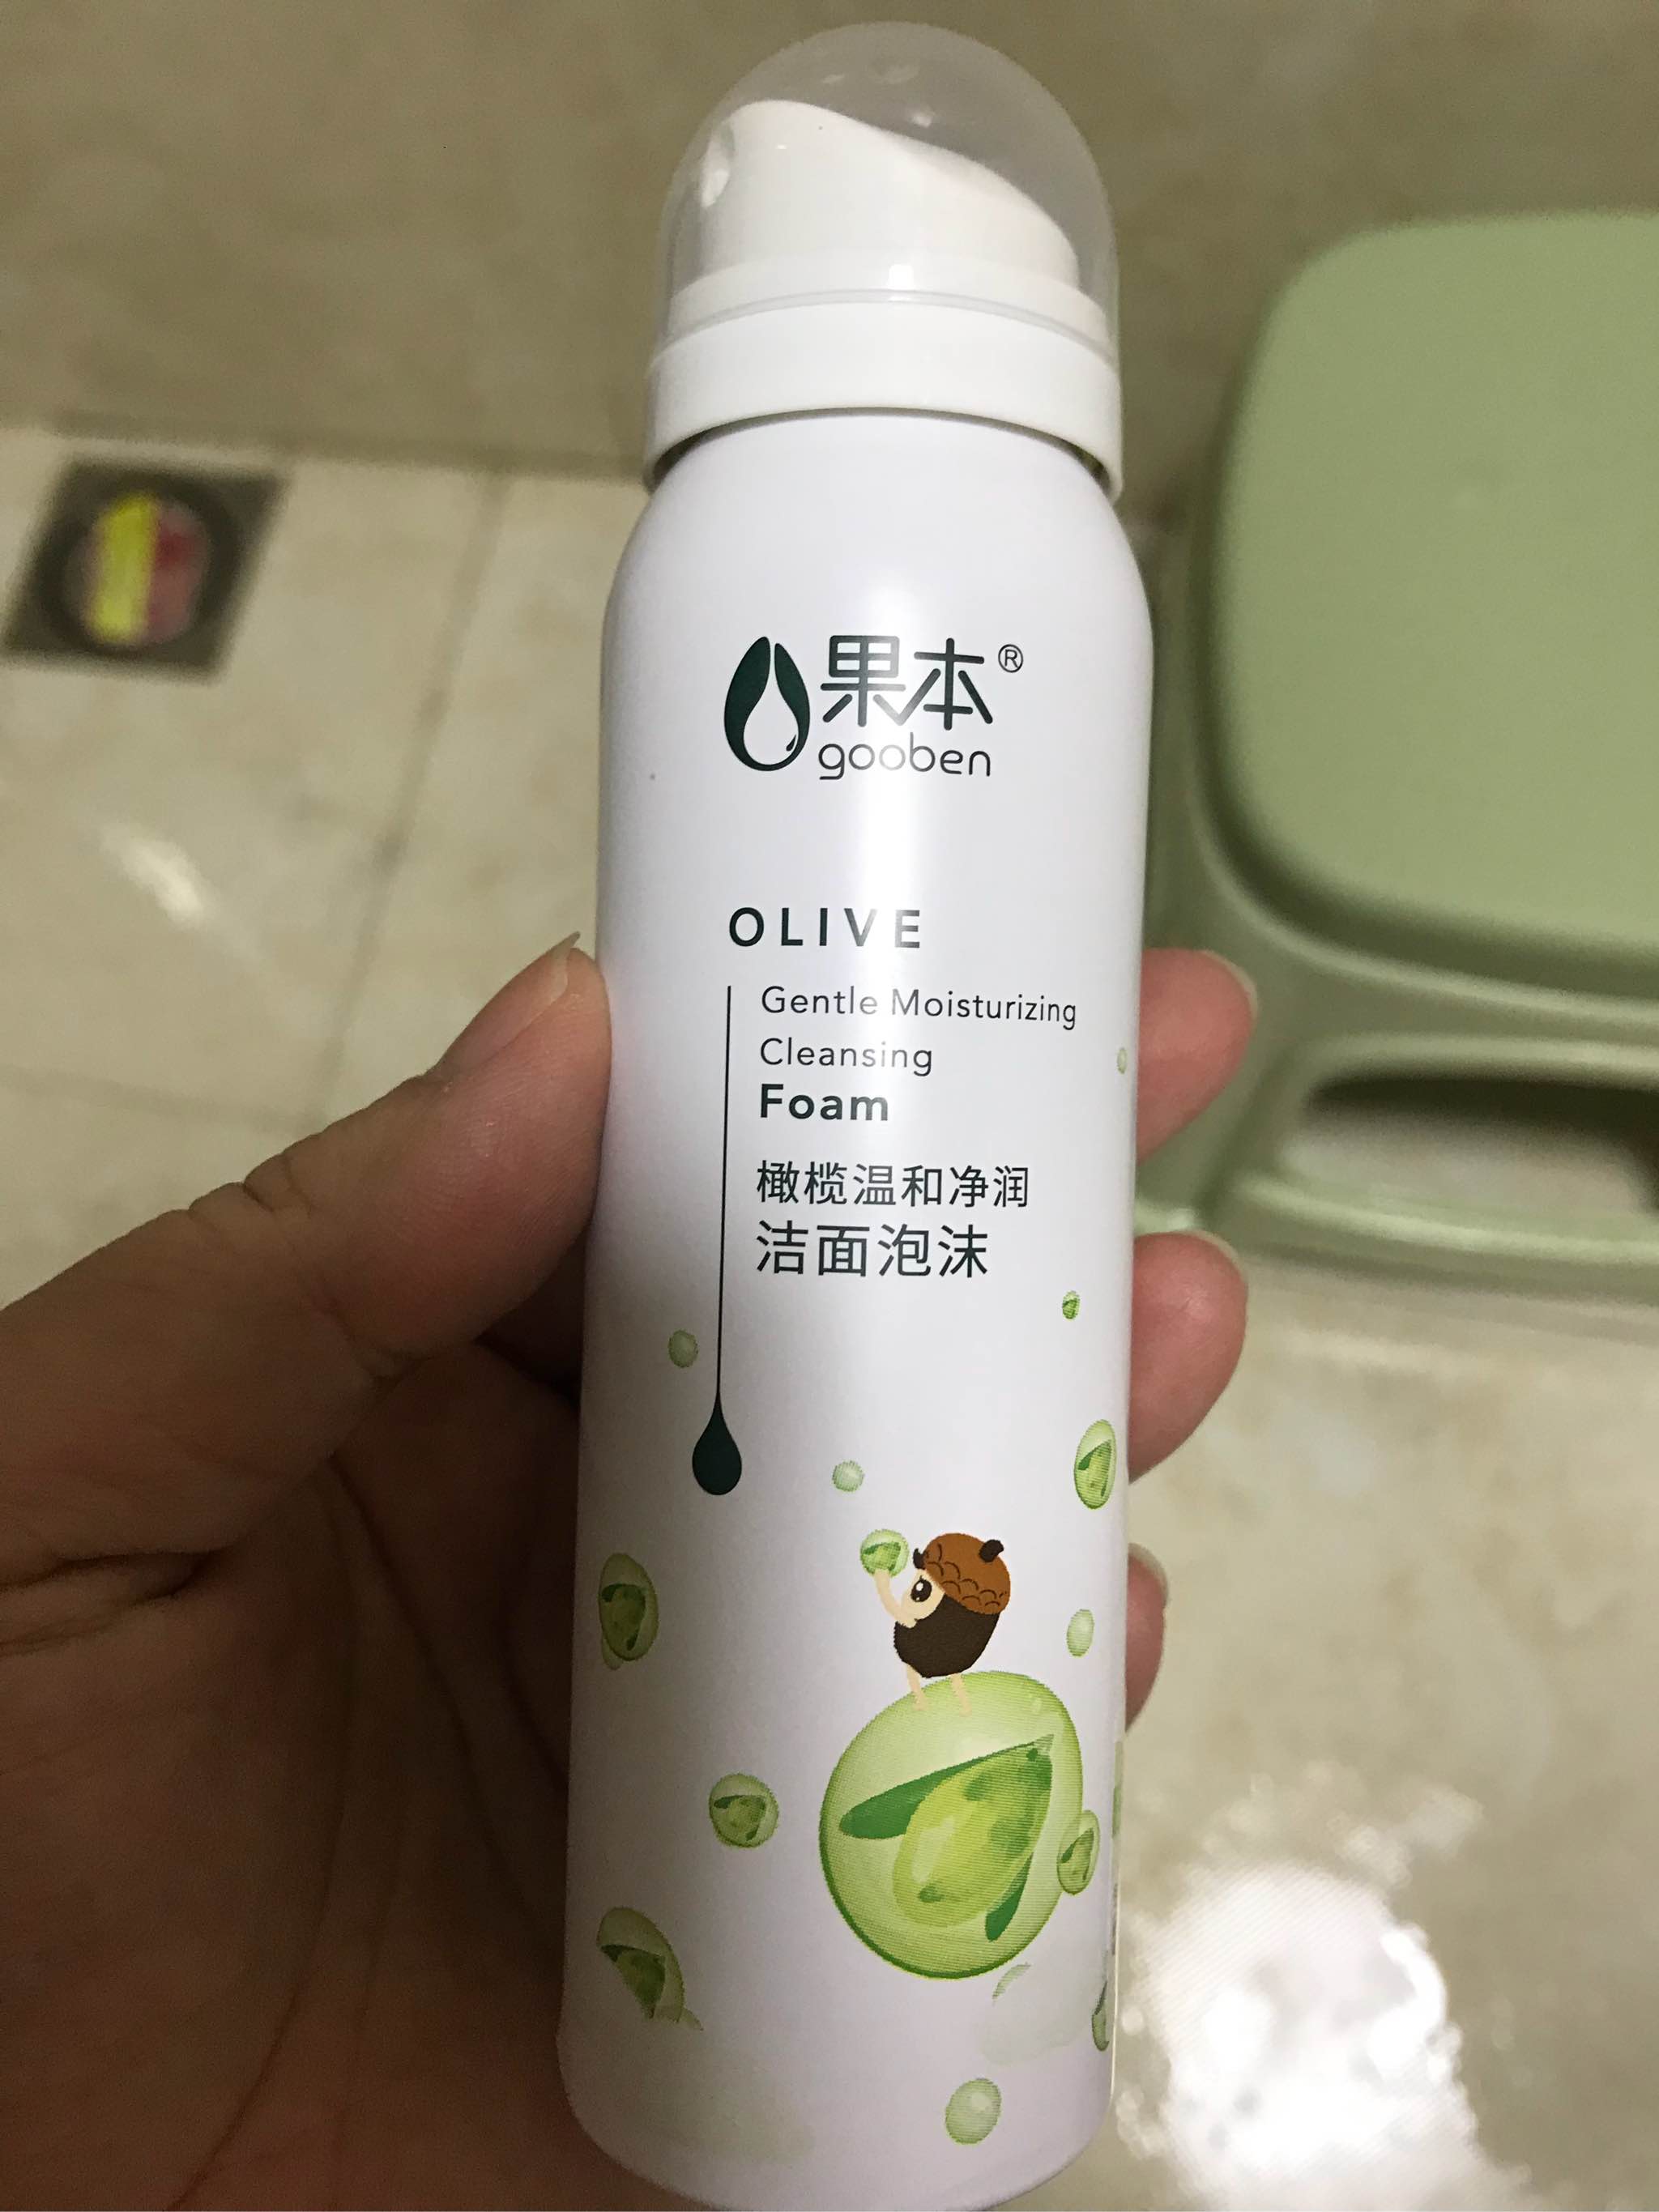 果本®
gooben
OLIVE
Gentle Moisturizing
Cleansing
Foam
橄榄温和净润
洁面泡沫